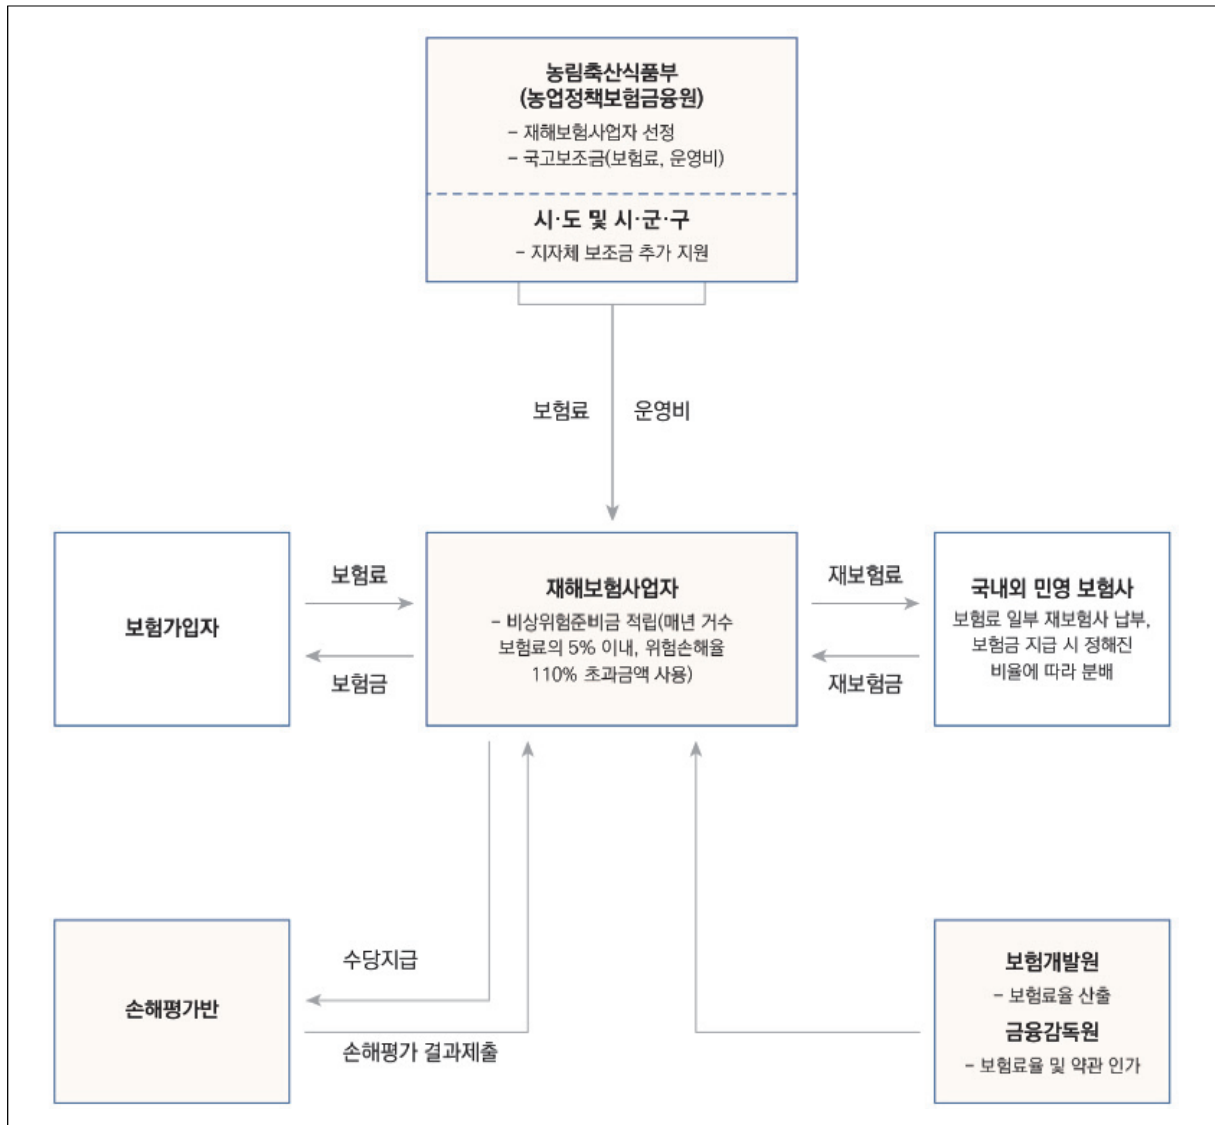 농림축산식품부
(농업정책보험금융원)
– 재해보험사업자 선정
– 국고보조금(보험료, 운영비)
시·도 및 시·군·구
– 지자체 보조금 추가 지원
보험료
운영비
보험가입자
보험료
보험금
재해보험사업자
– 비상위험준비금 적립(매년 거수
보험료의 5% 이내, 위험손해율
110% 초과금액 사용)
재보험료
재보험금
국내외 민영 보험사
보험료 일부 재보험사 납부,
보험금 지급 시 정해진
비율에 따라 분배
손해평가반
수당지급
손해평가 결과제출
보험개발원
– 보험료율 산출
금융감독원
– 보험료율 및 약관 인가